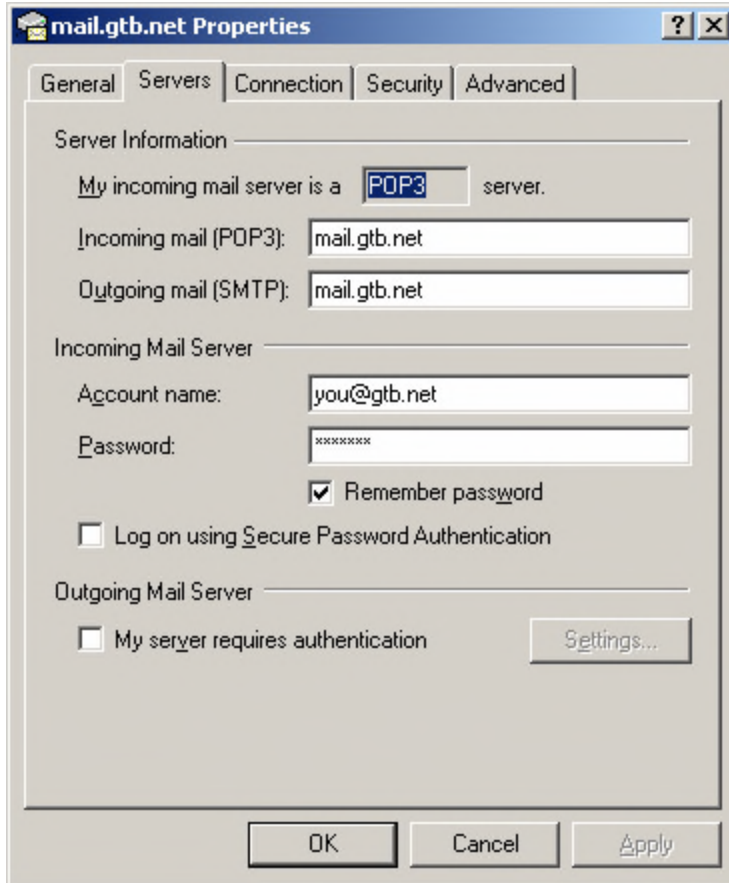 mail.gtb.net Properties
General Servers Connection Security Advanced
Server Information
My incoming mail server is a POP3 server.
Incoming mail (POP3): mail.gtb.net
Outgoing mail (SMTP): mail.gtb.net
Incoming Mail Server
Account name: you@gtb.net
Password: *******
Remember password
Log on using Secure Password Authentication
Outgoing Mail Server
My server requires authentication Settings...
OK Cancel Apply